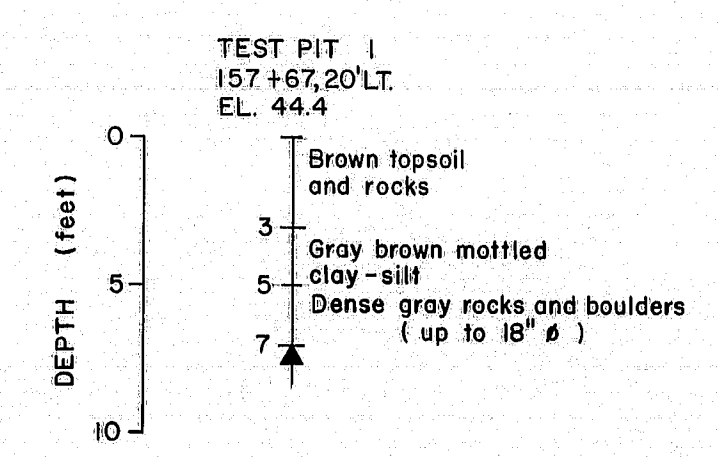 TEST PIT 1
157+67, 20' LT.
EL. 44.4
0
Brown topsoil
and rocks
3
Gray brown mottled
clay-silt
5
5
Dense gray rocks and boulders
( up to 18" ø )
7
10
DEPTH (feet)